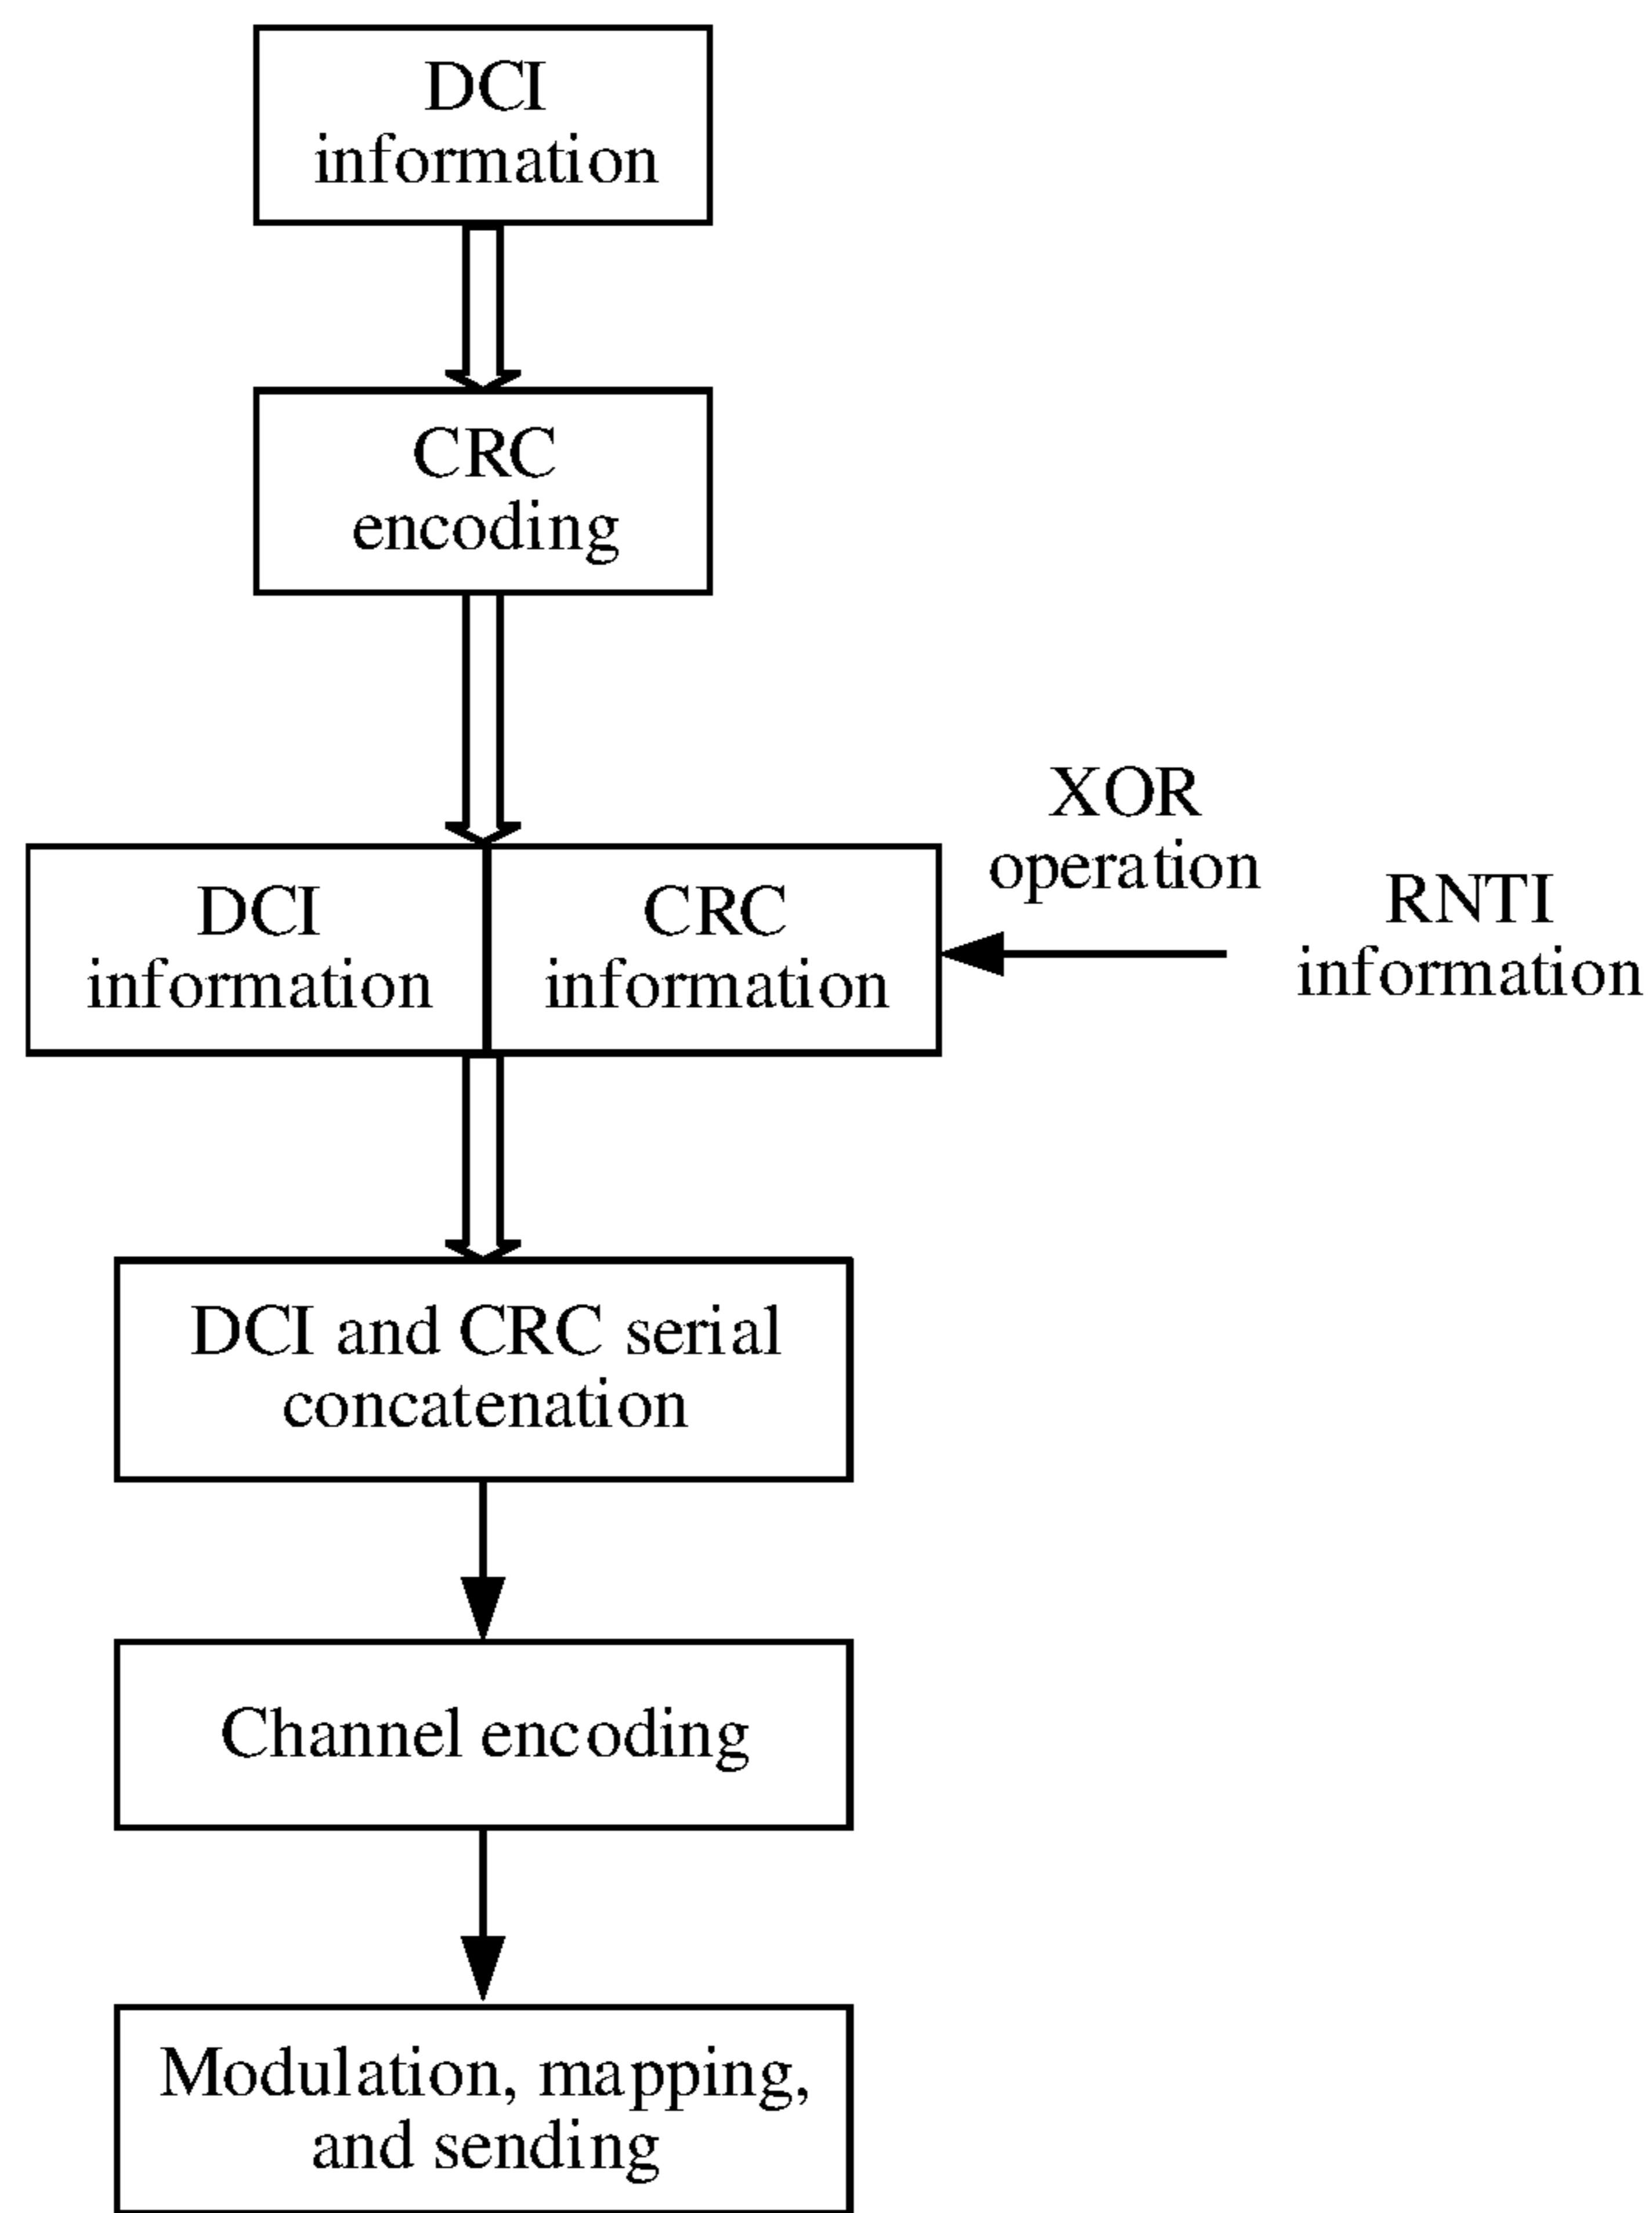 DCI
information
CRC
encoding
DCI
information
CRC
information
XOR
operation
RNTI
information
DCI and CRC serial
concatenation
Channel encoding
Modulation, mapping,
and sending